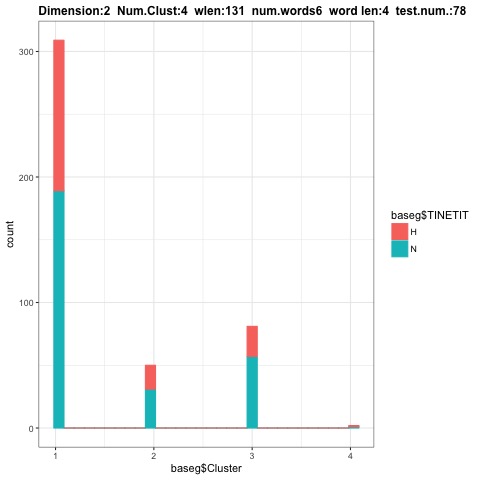 Dimension:2 Num.Clust:4 wlen:131 num.words6 word len:4 test.num.:78
300
200
100
0
count
1 2 3 4
baseg$Cluster
baseg$TINETIT
H
N